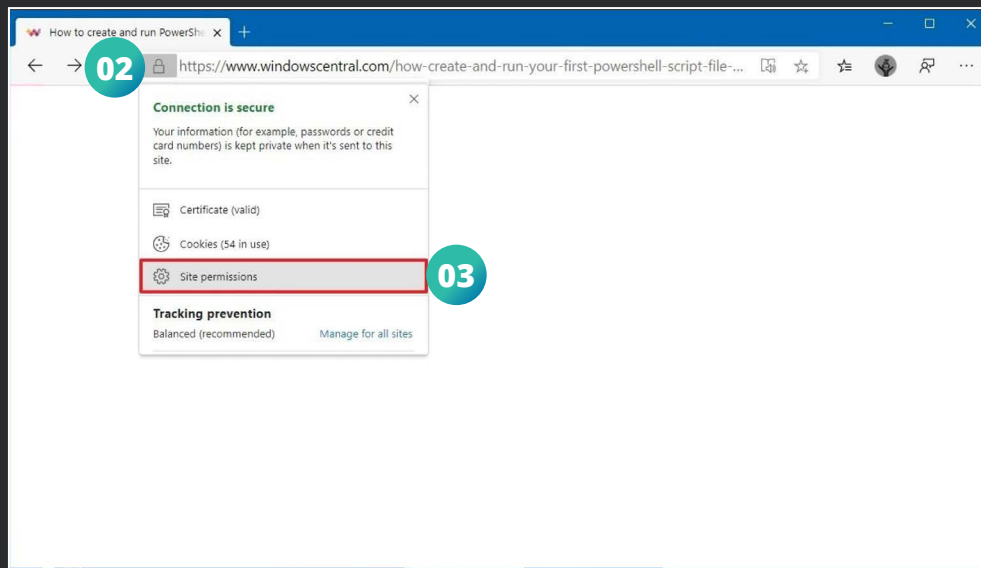 How to create and run PowerShe
02
https://www.windowscentral.com/how-create-and-run-your-first-powershell-script-file-...
Connection is secure
Your information (for example, passwords or credit
card numbers) is kept private when it's sent to this
site.
Certificate (valid)
Cookies (54 in use)
Site permissions
03
Tracking prevention
Balanced (recommended) Manage for all sites